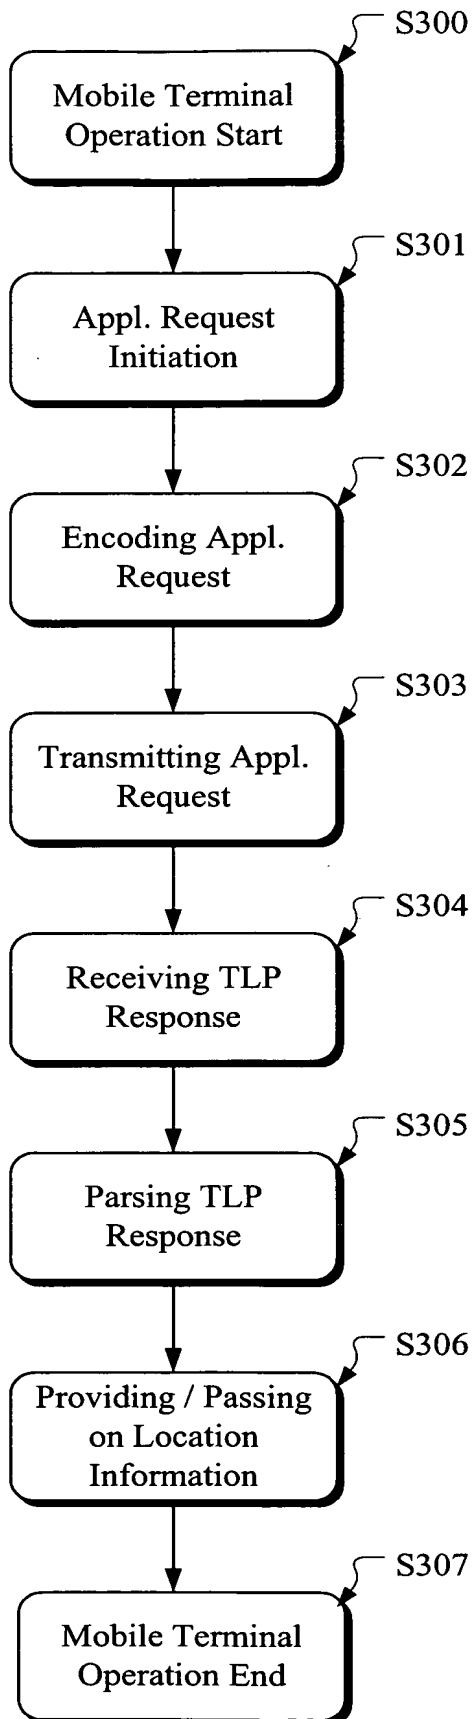 S300
Mobile Terminal
Operation Start
S301
Appl. Request
Initiation
S302
Encoding Appl.
Request
S303
Transmitting Appl.
Request
S304
Receiving TLP
Response
S305
Parsing TLP
Response
S306
Providing / Passing
on Location
Information
S307
Mobile Terminal
Operation End